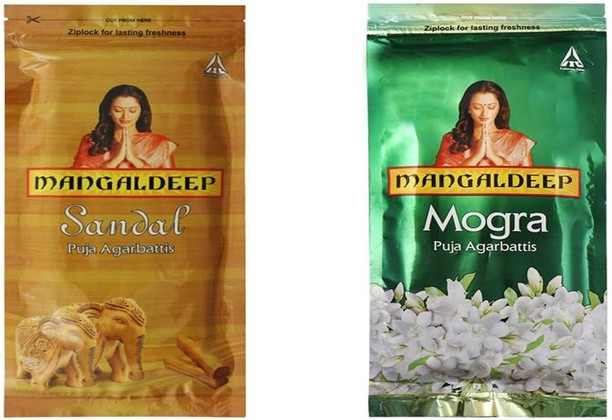 CUT FROM HERE
Ziplock for lasting freshness
MANGALDEEP
Sandal
Puja Agarbattis
CUT FROM HERE
Ziplock for lasting freshness
MANGALDEEP
Mogra
Puja Agarbattis